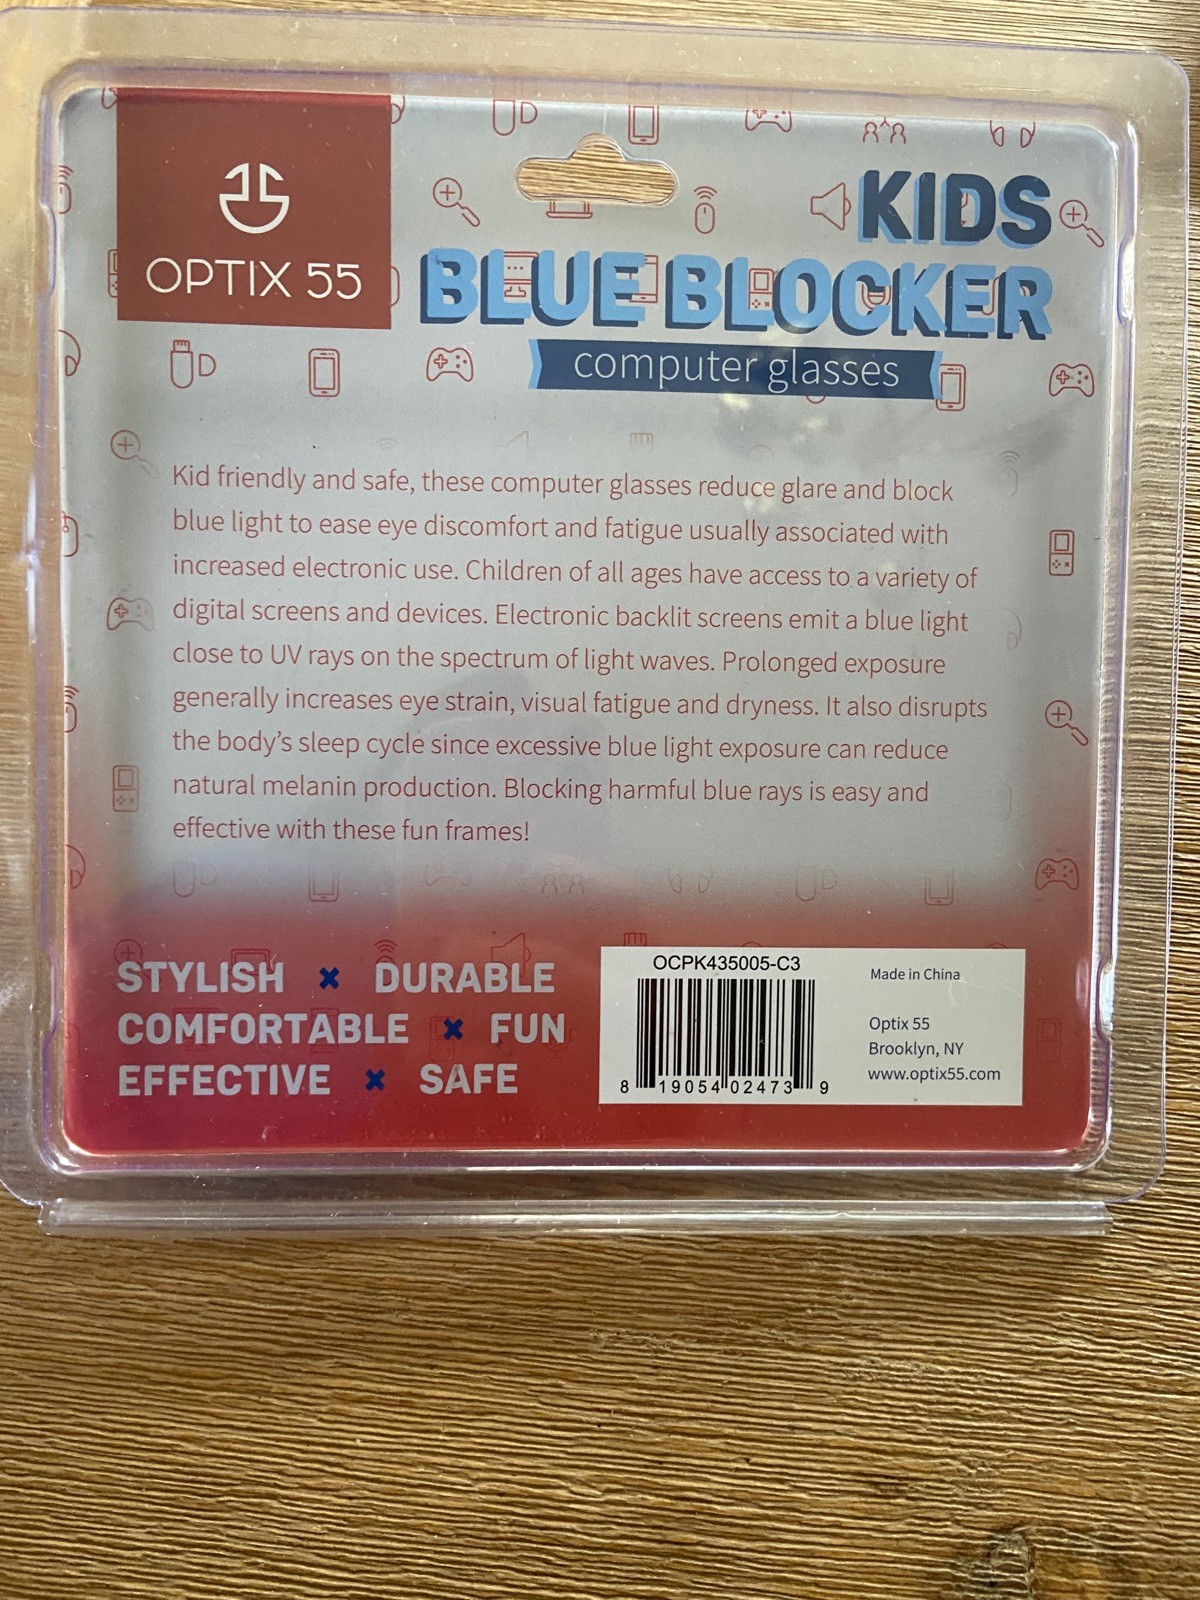 OPTIX 55
KIDS
BLUE BLOCKER
computer glasses
Kid friendly and safe, these computer glasses reduce glare and block
blue light to ease eye discomfort and fatigue usually associated with
increased electronic use. Children of all ages have access to a variety of
digital screens and devices. Electronic backlit screens emit a blue light
close to UV rays on the spectrum of light waves. Prolonged exposure
generally increases eye strain, visual fatigue and dryness. It also disrupts
the body's sleep cycle since excessive blue light exposure can reduce
natural melanin production. Blocking harmful blue rays is easy and
effective with these fun frames!
STYLISH × DURABLE
COMFORTABLE × FUN
EFFECTIVE × SAFE
OCPK435005-C3
8 19054 02473 9
Made in China
Optix 55
Brooklyn, NY
www.optix55.com